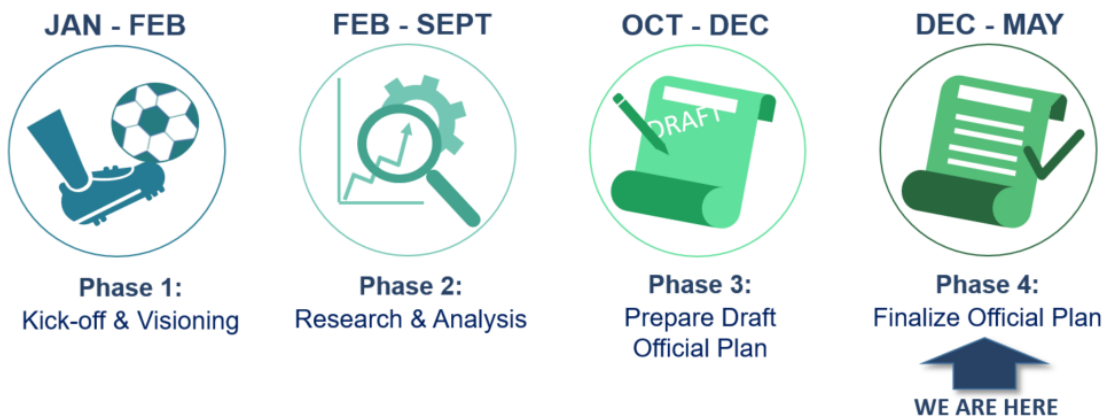 JAN - FEB
FEB - SEPT
OCT - DEC
DEC - MAY
DRAFT
Phase 1:
Kick-off & Visioning
Phase 2:
Research & Analysis
Phase 3:
Prepare Draft
Official Plan
Phase 4:
Finalize Official Plan
WE ARE HERE